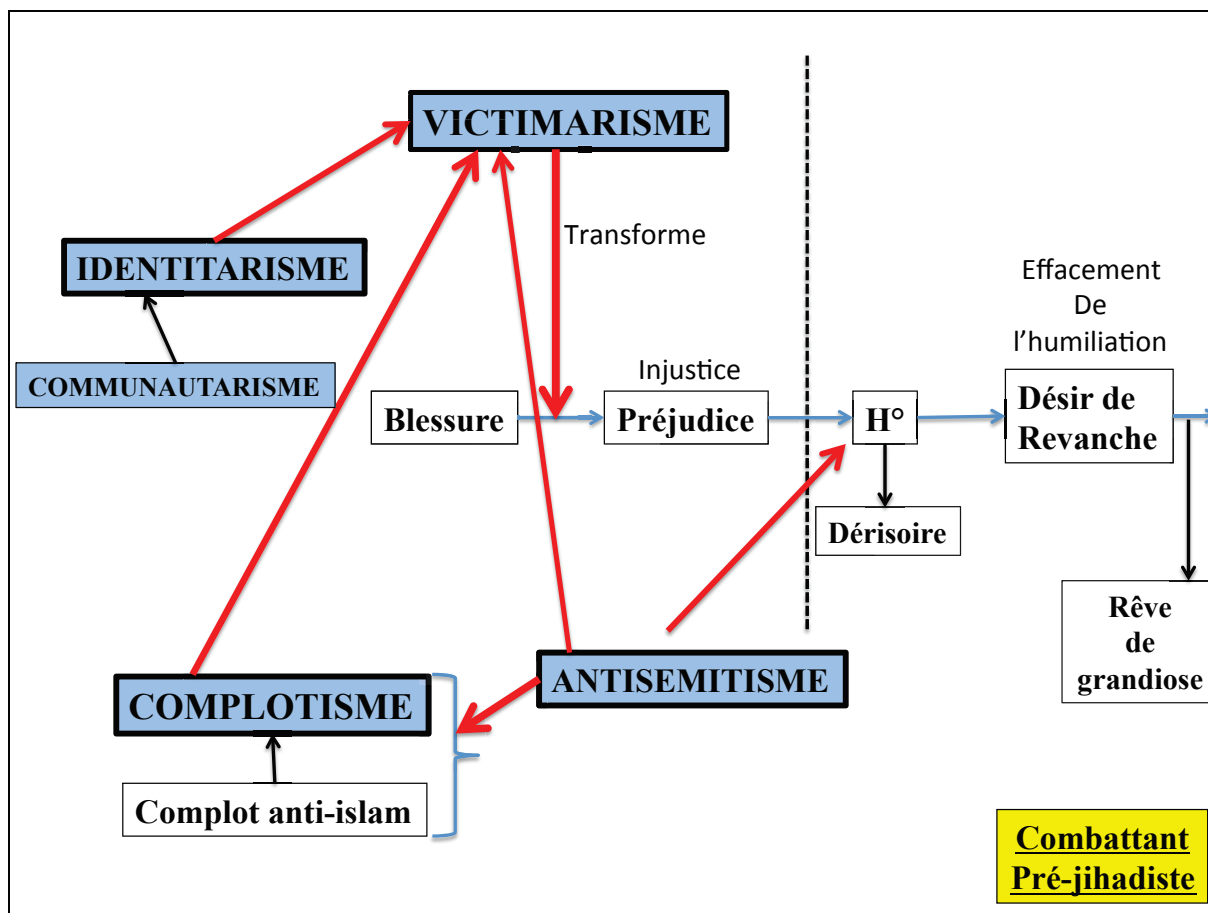 VICTIMARISME
Transforme
IDENTITARISME
COMMUNAUTARISME
Effacement
De
l’humiliation
Injustice
Blessure
Préjudice
H°
Désir de
Revanche
Dérisoire
Rêve
de
grandiose
ANTISEMITISME
COMPLOTISME
Complot anti-islam
Combattant
Pré-jihadiste